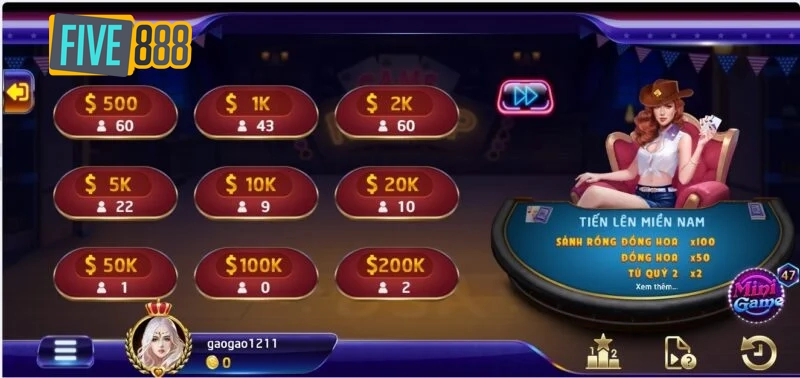 FIVE 888
$ 500
60
$ 1K
43
$ 2K
60
$ 5K
22
$ 10K
9
$ 20K
10
$ 50K
1
$100K
0
$200K
2
TIẾN LÊN MIỀN NAM
SẢNH RỒNG ĐỒNG HOA x100
ĐỒNG HOA x50
TỨ QUÝ 2 x2
Xem thêm...
47
Mini
Game
gaogao1211
0
2
?